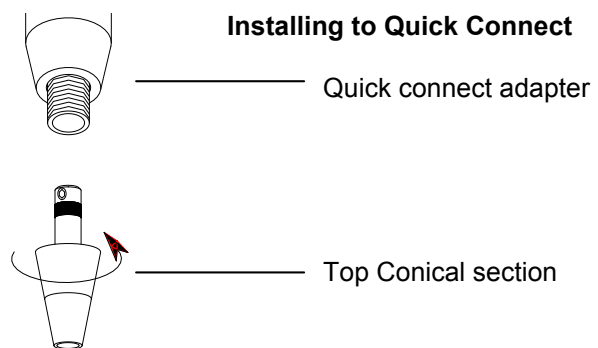 Installing to Quick Connect
Quick connect adapter
Top Conical section